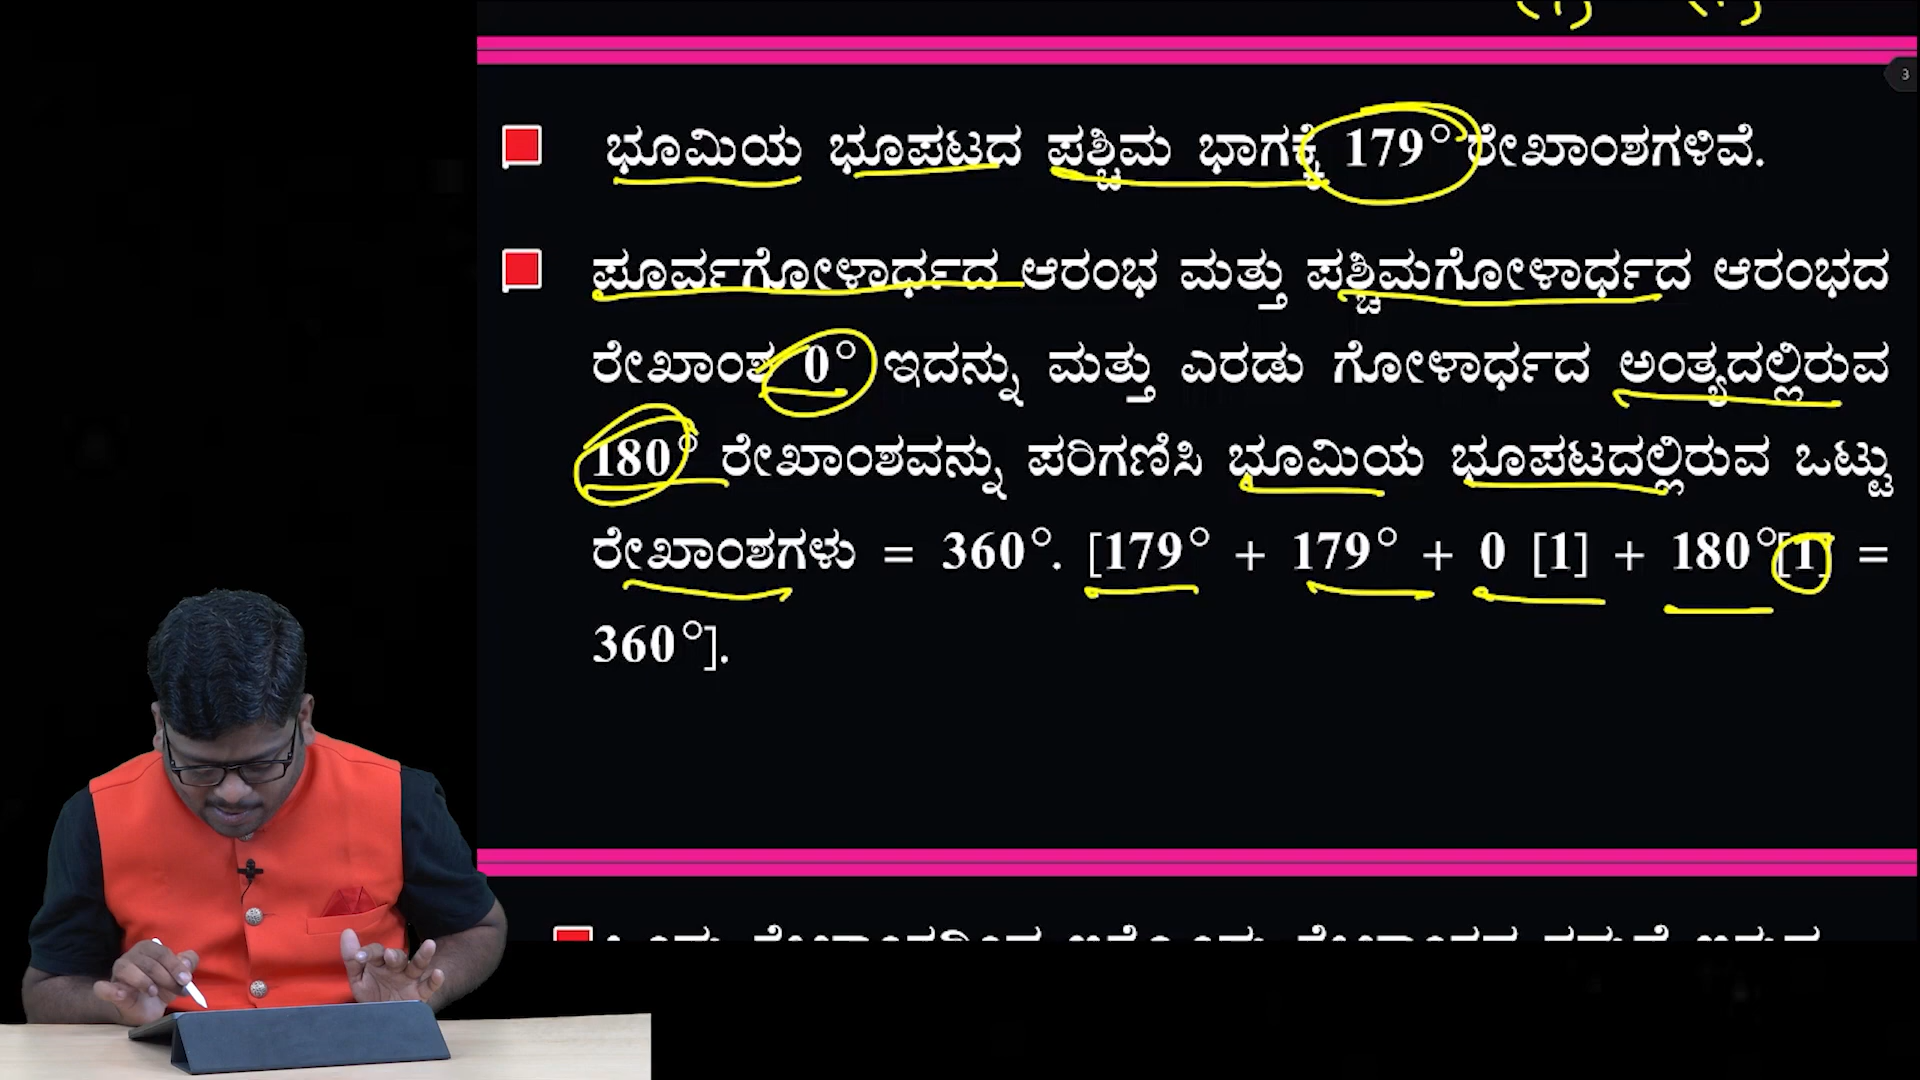 3
ಭೂಮಿಯ ಭೂಪಟದ ಪಶ್ಚಿಮ ಭಾಗಕ್ಕೆ 179° ರೇಖಾಂಶಗಳಿವೆ.
ಪೂರ್ವಗೋಳಾರ್ಧದ ಆರಂಭ ಮತ್ತು ಪಶ್ಚಿಮಗೋಳಾರ್ಧದ ಆರಂಭದ
ರೇಖಾಂಶ 0° ಇದನ್ನು ಮತ್ತು ಎರಡು ಗೋಳಾರ್ಧದ ಅಂತ್ಯದಲ್ಲಿರುವ
180° ರೇಖಾಂಶವನ್ನು ಪರಿಗಣಿಸಿ ಭೂಮಿಯ ಭೂಪಟದಲ್ಲಿರುವ ಒಟ್ಟು
ರೇಖಾಂಶಗಳು = 360°. [179° + 179° + 0 [1] + 180°[1] =
360°].